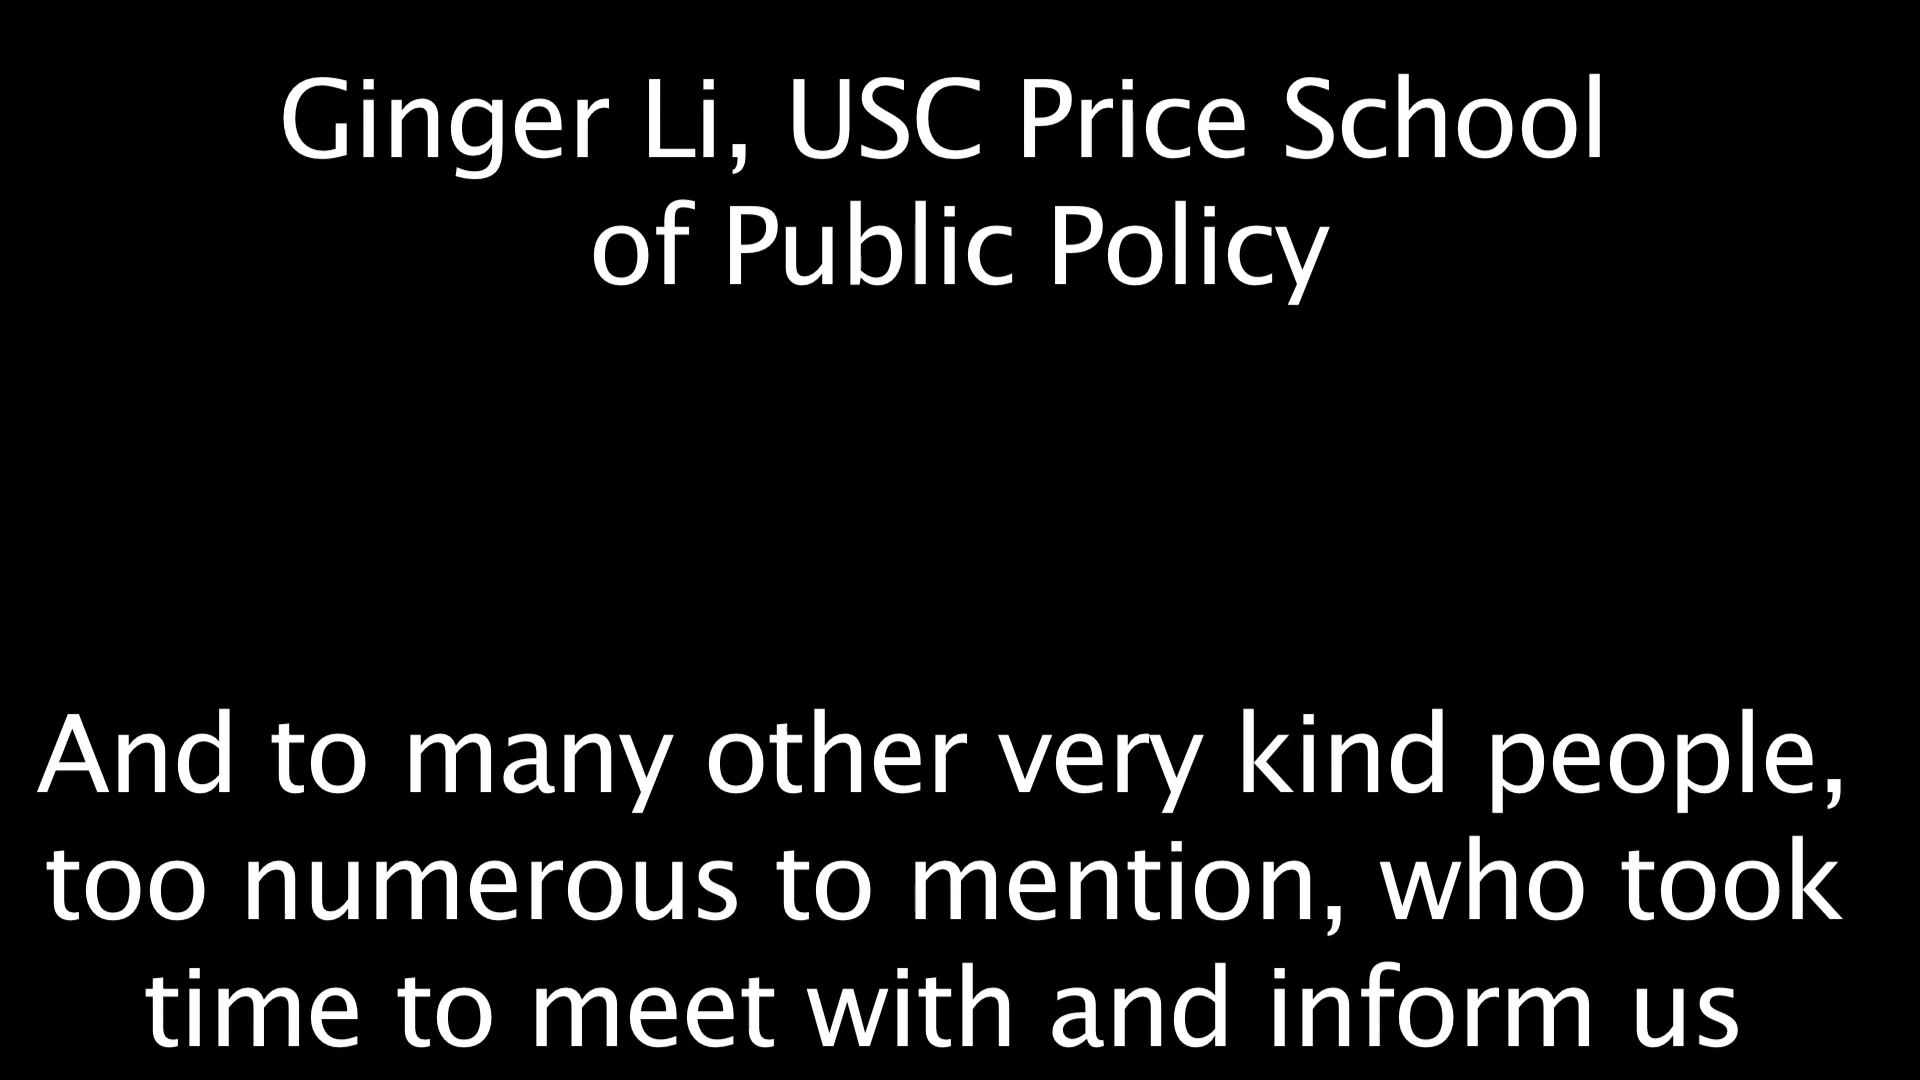 Ginger Li, USC Price School
of Public Policy
And to many other very kind people,
too numerous to mention, who took
time to meet with and inform us